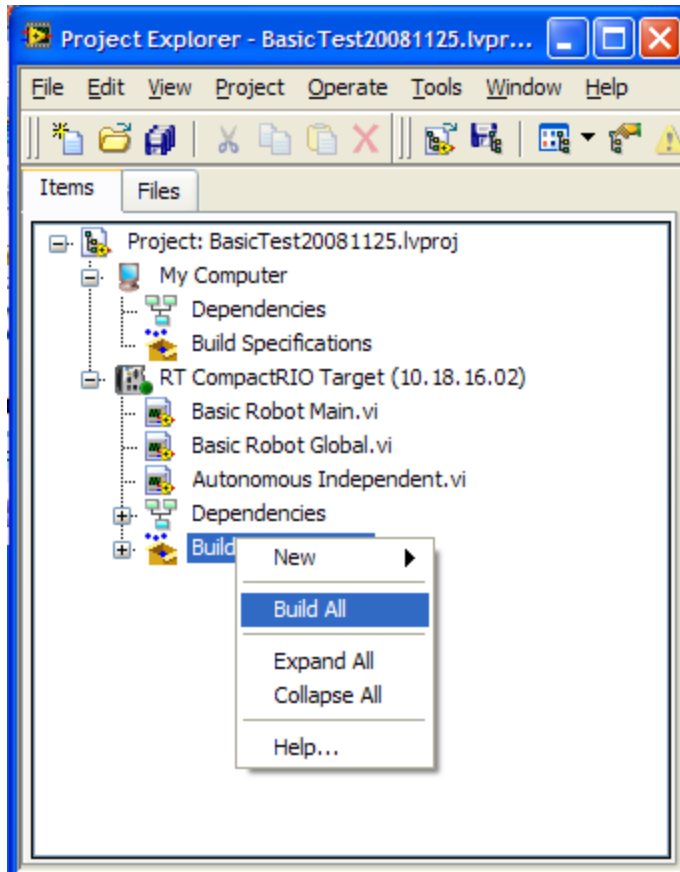 Project Explorer - BasicTest20081125.lvpr...
File Edit View Project Operate Tools Window Help
Items Files
Project: BasicTest20081125.lvproj
My Computer
Dependencies
Build Specifications
RT CompactRIO Target (10.18.16.02)
Basic Robot Main.vi
Basic Robot Global.vi
Autonomous Independent.vi
Dependencies
Build
New
Build All
Expand All
Collapse All
Help...